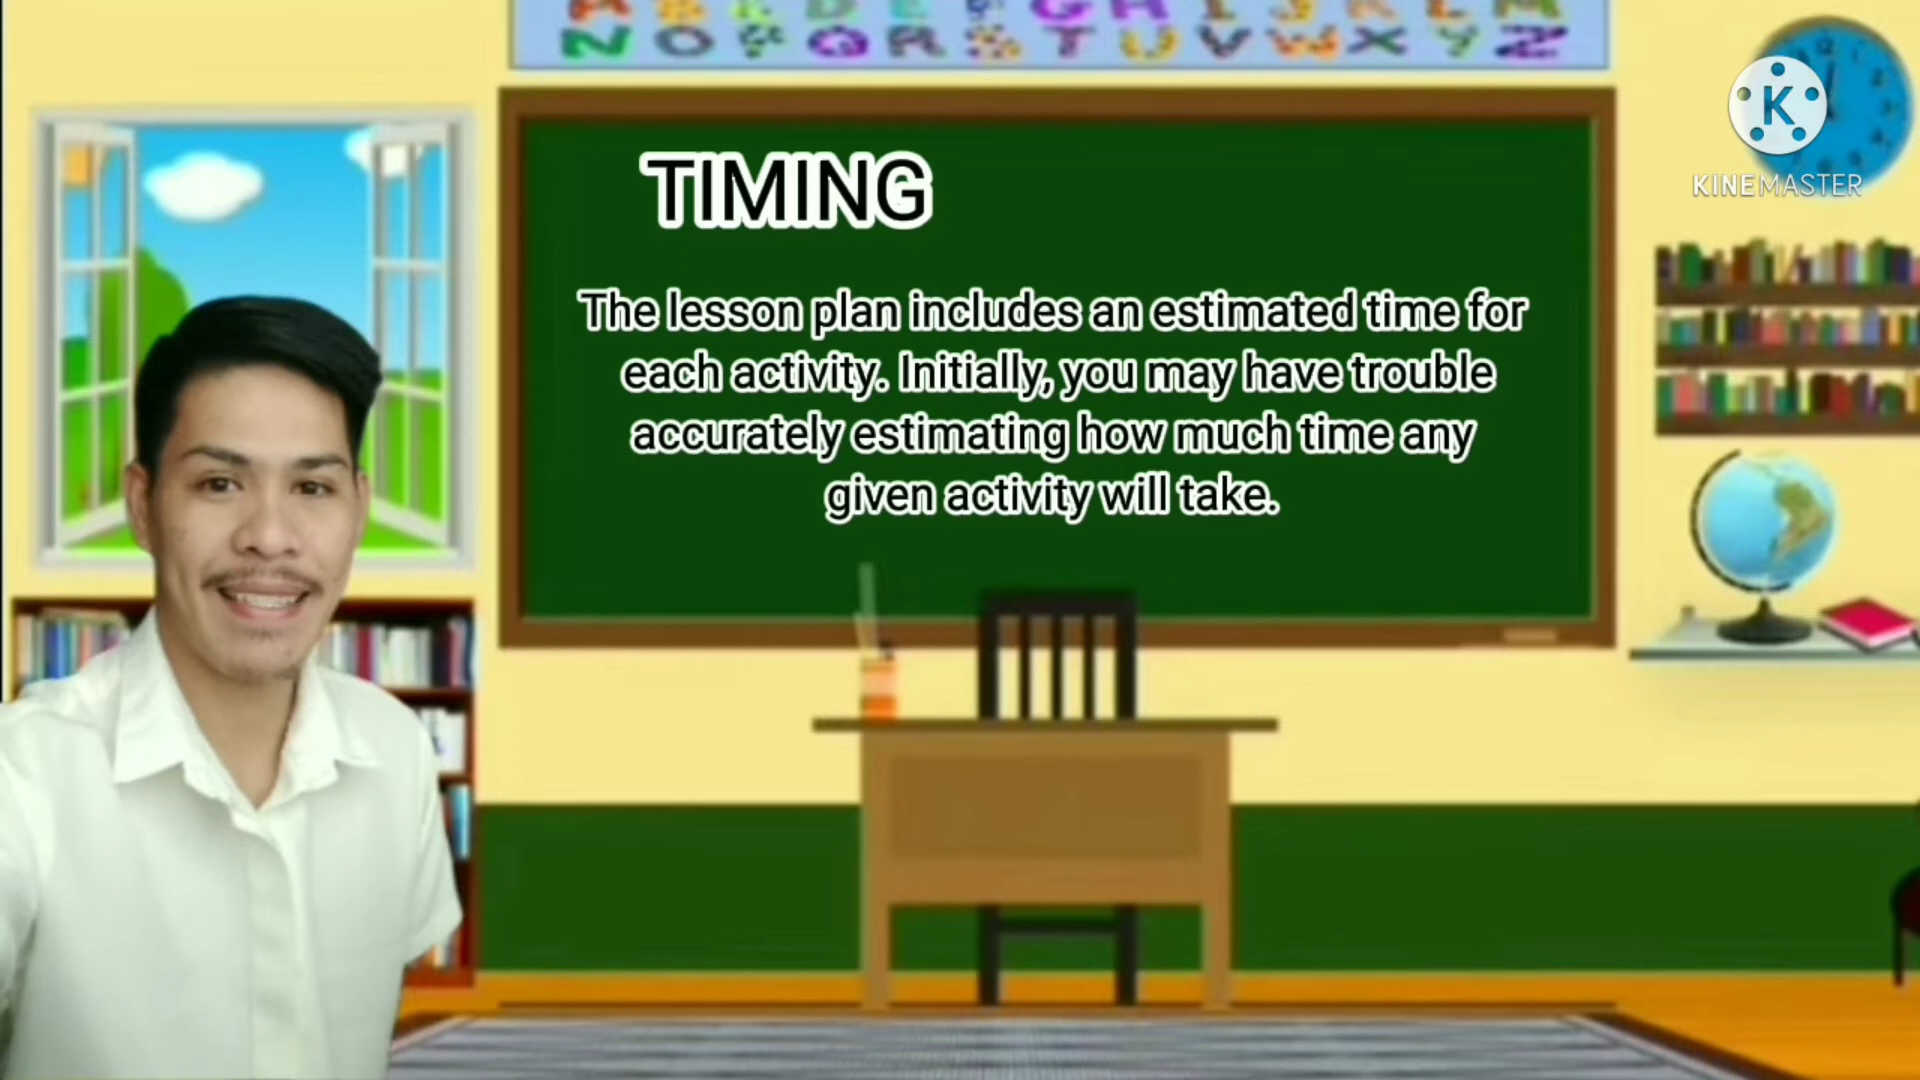 A B C D E F G H I J K L M
N O P Q R S T U V W X Y Z
TIMING
The lesson plan includes an estimated time for
each activity. Initially, you may have trouble
accurately estimating how much time any
given activity will take.
K
KINEMASTER